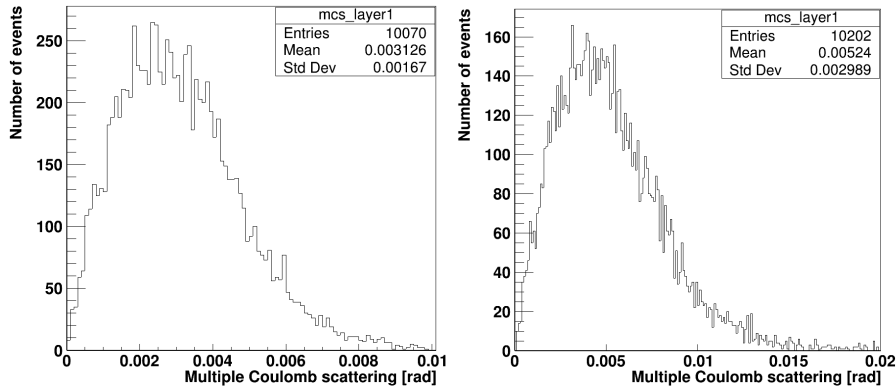 mcs_layer1
Entries 10070
Mean 0.003126
Std Dev 0.00167
Number of events
250
200
150
100
50
0
0 0.002 0.004 0.006 0.008 0.01
Multiple Coulomb scattering [rad]
mcs_layer1
Entries 10202
Mean 0.00524
Std Dev 0.002989
Number of events
160
140
120
100
80
60
40
20
0
0 0.005 0.01 0.015 0.02
Multiple Coulomb scattering [rad]